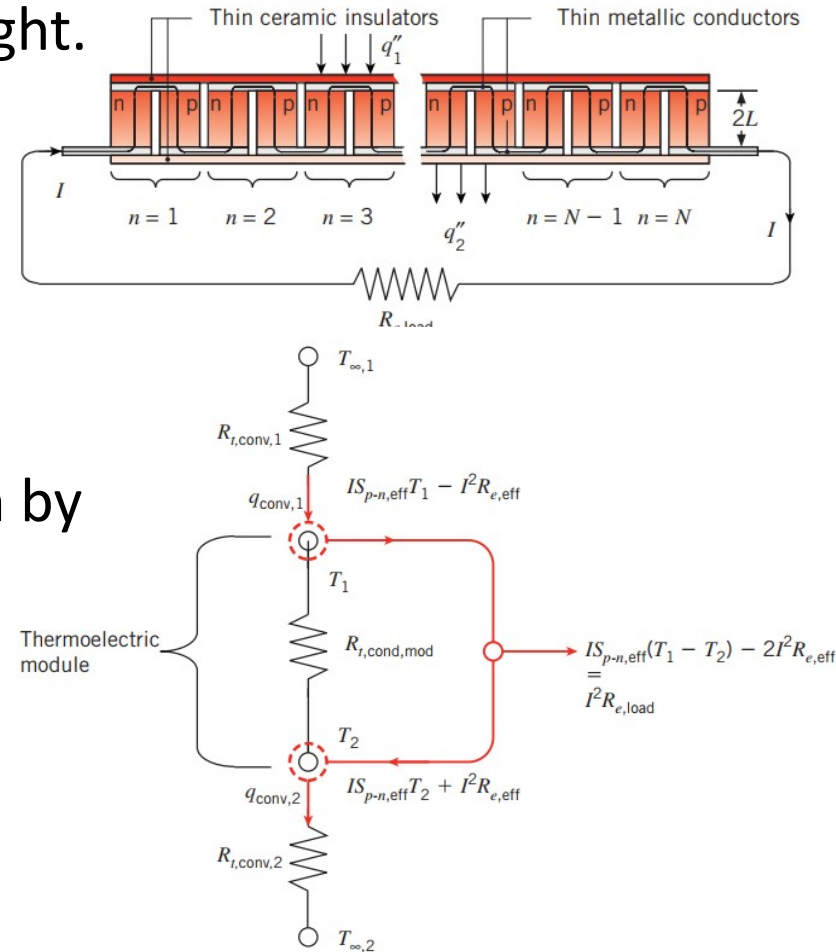 ght.
Thin ceramic insulators
Thin metallic conductors
q″₁
n p n p n p n p n p n p
2L
I
n = 1 n = 2 n = 3
q″₂
n = N − 1 n = N
I
T∞,1
Rt,conv,1
n by
qconv,1
ISp-n,effT1 − I²Re,eff
T1
Thermoelectric
module
Rt,cond,mod
ISp-n,eff(T1 − T2) − 2I²Re,eff
=
I²Re,load
T2
qconv,2
ISp-n,effT2 + I²Re,eff
Rt,conv,2
T∞,2